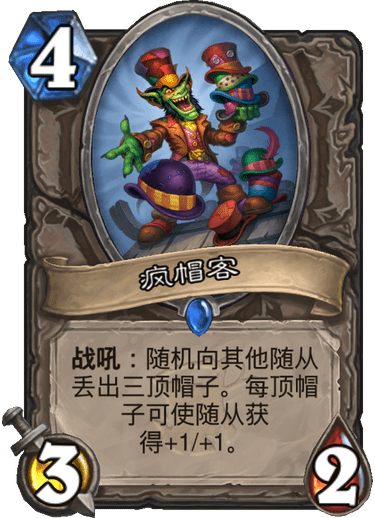 4
疯帽客
战吼：随机向其他随从
丢出三顶帽子。每顶帽
子可使随从获
得+1/+1。
3
2